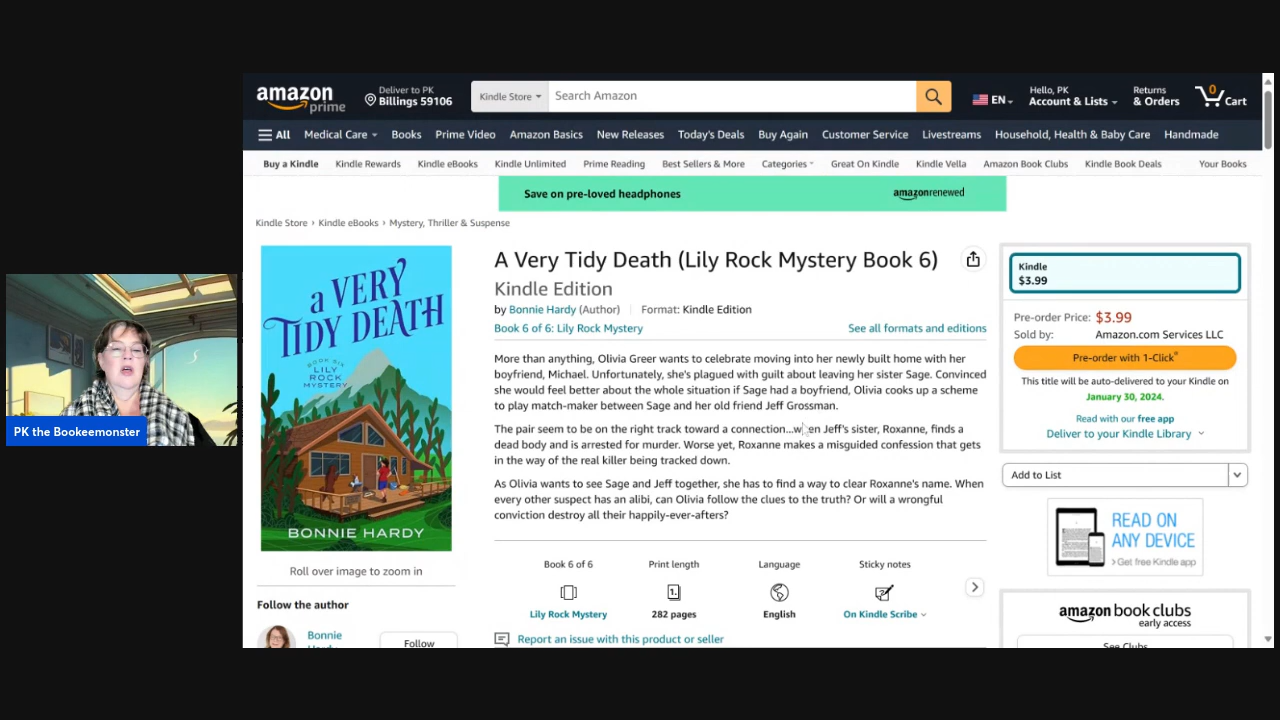 amazon
prime
Deliver to PK
Billings 59106
Kindle Store
Search Amazon
EN
Hello, PK
Account & Lists
Returns
& Orders
0
Cart
All
Medical Care
Books
Prime Video
Amazon Basics
New Releases
Today's Deals
Buy Again
Customer Service
Livestreams
Household, Health & Baby Care
Handmade
Buy a Kindle
Kindle Rewards
Kindle eBooks
Kindle Unlimited
Prime Reading
Best Sellers & More
Categories
Great On Kindle
Kindle Vella
Amazon Book Clubs
Kindle Book Deals
Your Books
Save on pre-loved headphones
amazonrenewed
Kindle Store › Kindle eBooks › Mystery, Thriller & Suspense
a VERY
TIDY DEATH
BOOK SIX
LILY
ROCK
MYSTERY
BONNIE HARDY
Roll over image to zoom in
Follow the author
Bonnie
Hardy
Follow
A Very Tidy Death (Lily Rock Mystery Book 6)
Kindle Edition
by Bonnie Hardy (Author) | Format: Kindle Edition
Book 6 of 6: Lily Rock Mystery
See all formats and editions
More than anything, Olivia Greer wants to celebrate moving into her newly built home with her
boyfriend, Michael. Unfortunately, she's plagued with guilt about leaving her sister Sage. Convinced
she would feel better about the whole situation if Sage had a boyfriend, Olivia cooks up a scheme
to play match-maker between Sage and her old friend Jeff Grossman.
The pair seem to be on the right track toward a connection...when Jeff's sister, Roxanne, finds a
dead body and is arrested for murder. Worse yet, Roxanne makes a misguided confession that gets
in the way of the real killer being tracked down.
As Olivia wants to see Sage and Jeff together, she has to find a way to clear Roxanne's name. When
every other suspect has an alibi, can Olivia follow the clues to the truth? Or will a wrongful
conviction destroy all their happily-ever-afters?
Book 6 of 6
Lily Rock Mystery
Print length
282 pages
Language
English
Sticky notes
On Kindle Scribe
Report an issue with this product or seller
Kindle
$3.99
Pre-order Price: $3.99
Sold by: Amazon.com Services LLC
Pre-order with 1-Click®
This title will be auto-delivered to your Kindle on
January 30, 2024.
Read with our free app
Deliver to your Kindle Library
Add to List
READ ON
ANY DEVICE
› Get free Kindle app
amazon book clubs
early access
See Clubs
PK the Bookeemonster